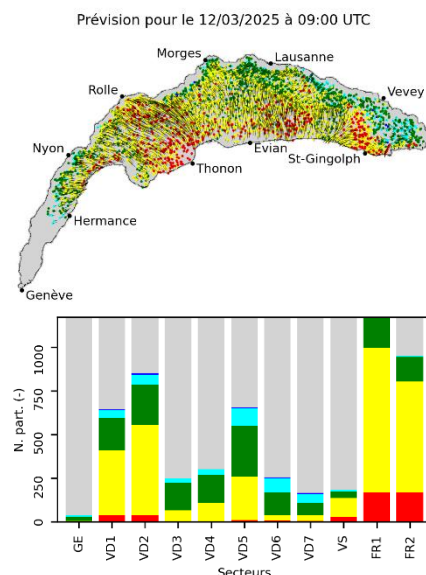 Prévision pour le 12/03/2025 à 09:00 UTC
Morges
Lausanne
Rolle
Vevey
Nyon
Evian
St-Gingolph
Thonon
Hermance
Genève
N. part. (-)
1000
750
500
250
0
GE VD1 VD2 VD3 VD4 VD5 VD6 VD7 VS FR1 FR2
Secteurs